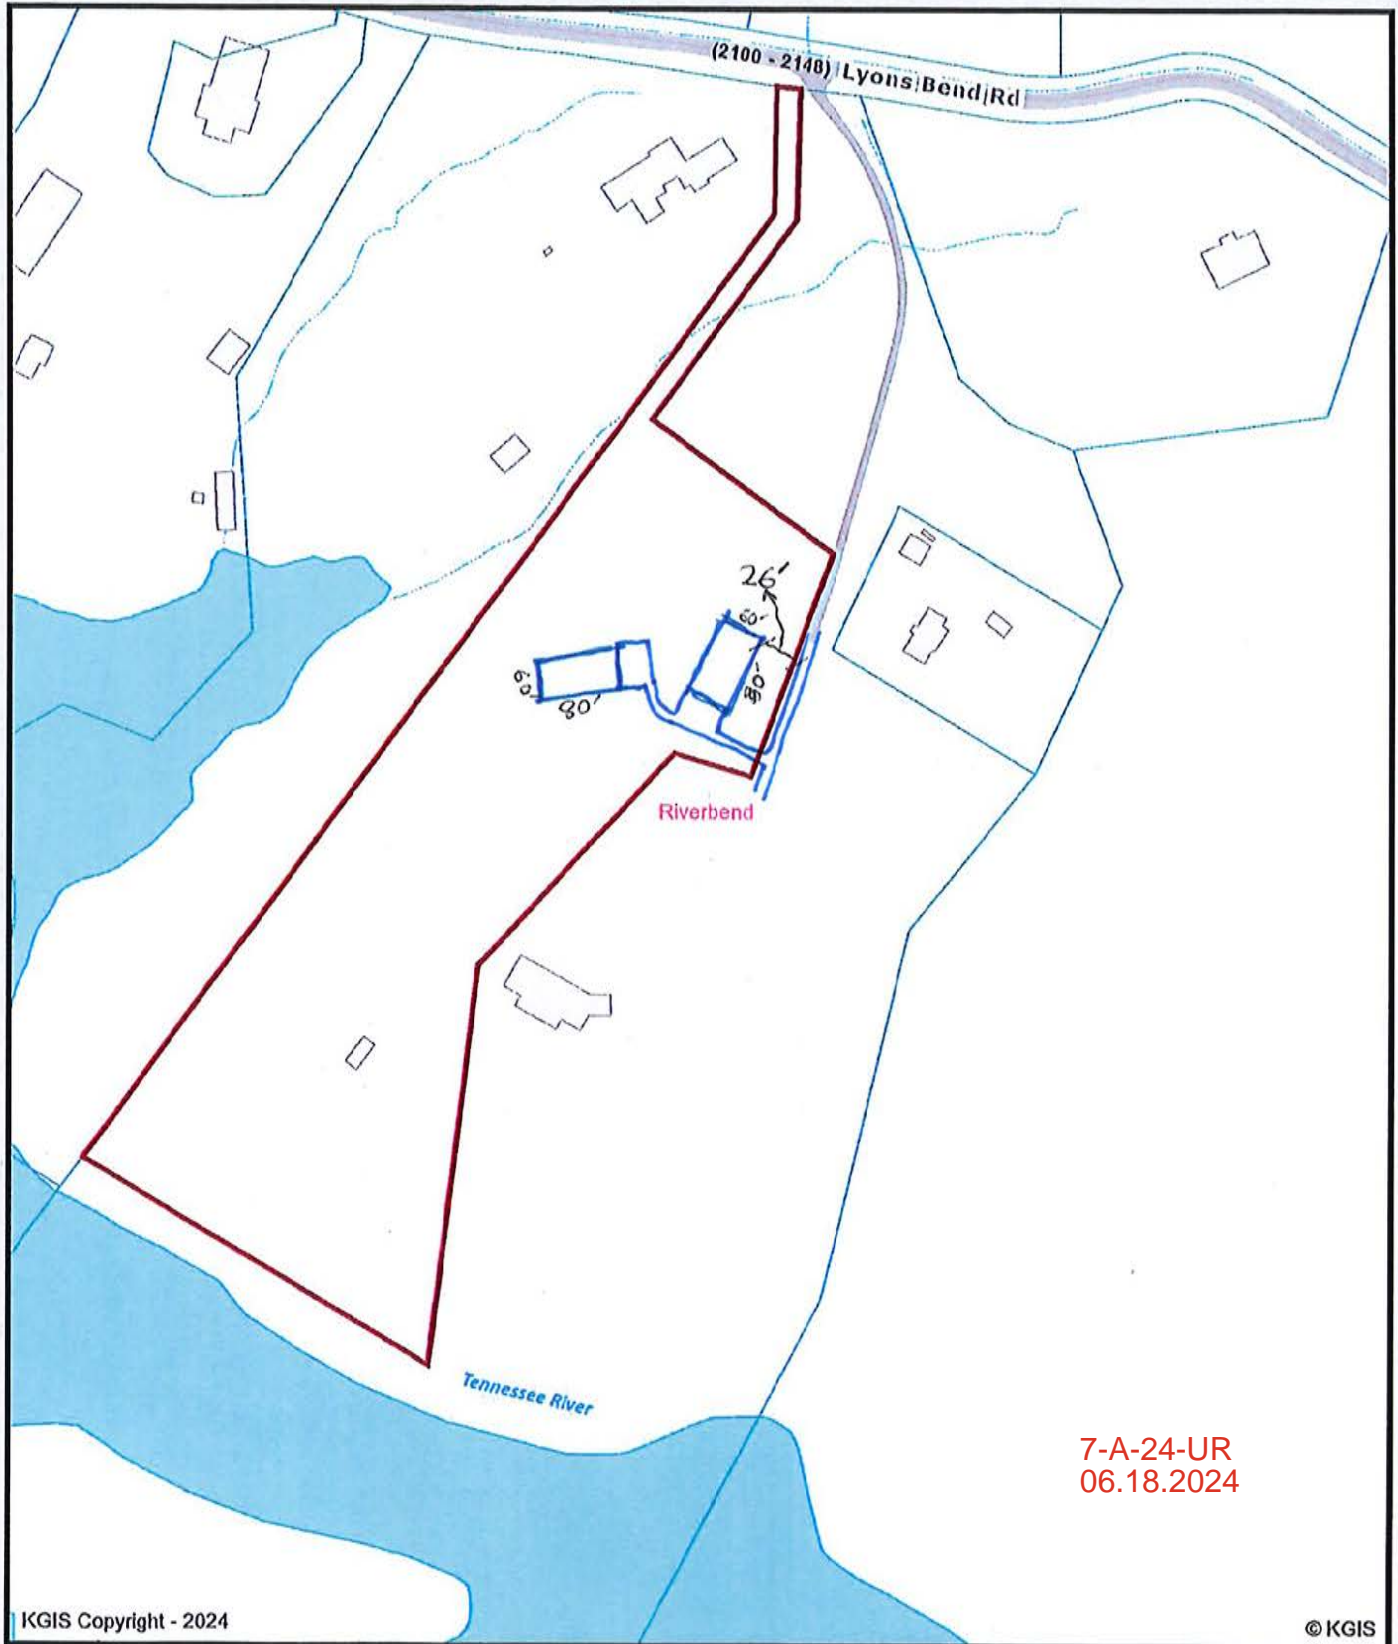 (2100 - 2148) Lyons Bend Rd
26'
60'
80'
60'
80'
Riverbend
Tennessee River
7-A-24-UR
06.18.2024
KGIS Copyright - 2024
© KGIS